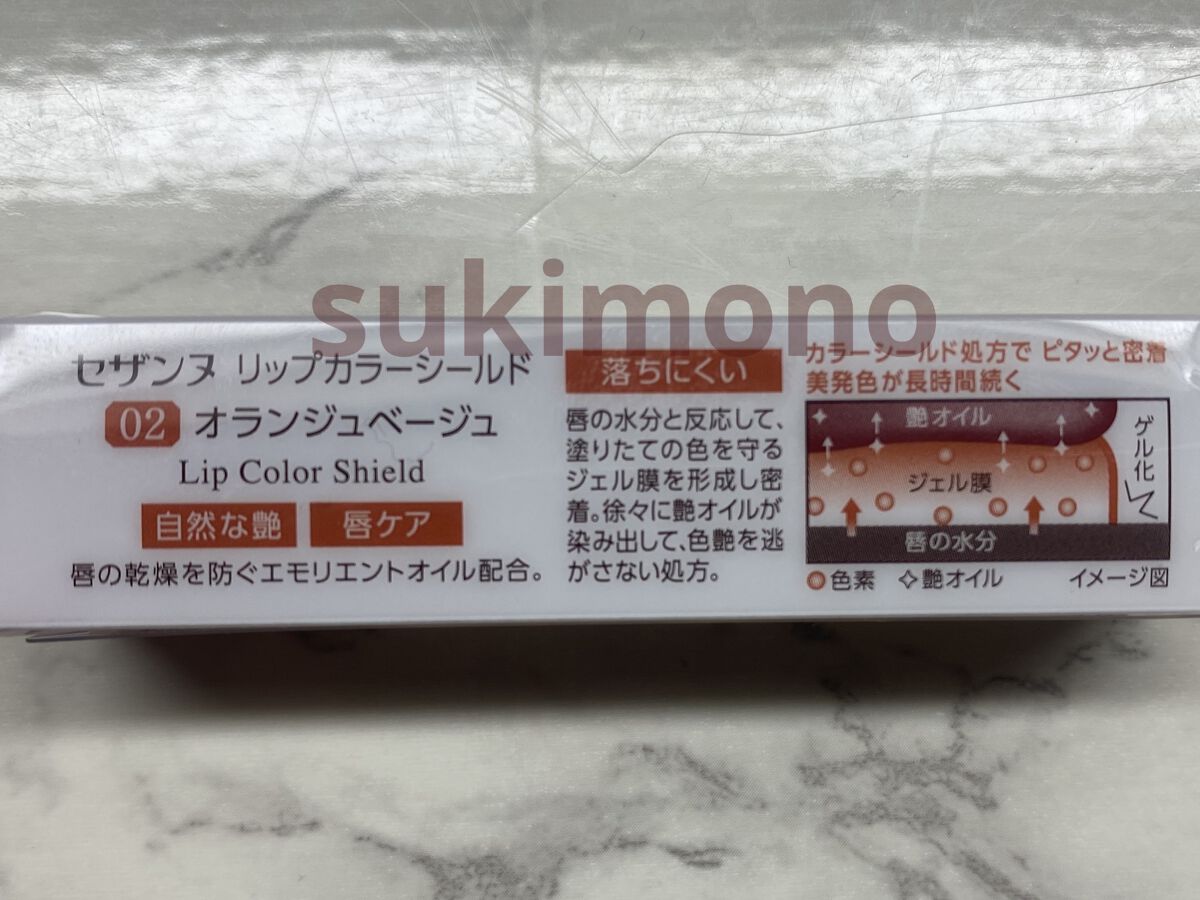 sukimono
セザンヌ リップカラーシールド
02 オランジュベージュ
Lip Color Shield
自然な艶 唇ケア
唇の乾燥を防ぐエモリエントオイル配合。
落ちにくい
唇の水分と反応して、
塗りたての色を守る
ジェル膜を形成し密
着。徐々に艶オイルが
染み出して、色艶を逃
がさない処方。
カラーシールド処方で ピタッと密着
美発色が長時間続く
艶オイル
ジェル膜
唇の水分
ゲル化
色素 艶オイル イメージ図